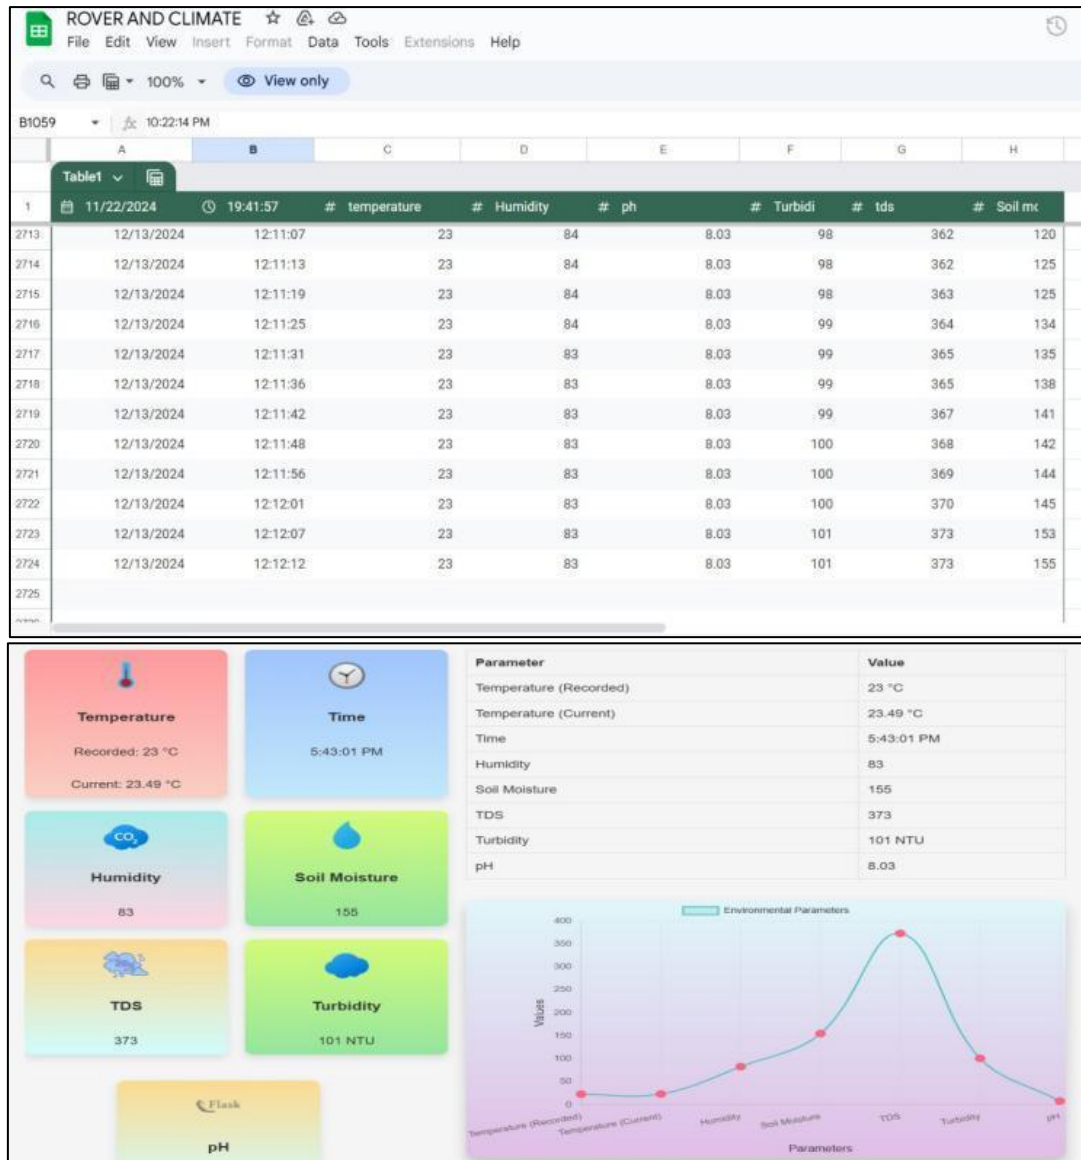 ROVER AND CLIMATE
File Edit View Insert Format Data Tools Extensions Help
100% View only
B1059 fx 10:22:14 PM
A B C D E F G H
Table1
1 11/22/2024 19:41:57 # temperature # Humidity # ph # Turbidi # tds # Soil mo
2713 12/13/2024 12:11:07 23 84 8.03 98 362 120
2714 12/13/2024 12:11:13 23 84 8.03 98 362 125
2715 12/13/2024 12:11:19 23 84 8.03 98 363 125
2716 12/13/2024 12:11:25 23 84 8.03 99 364 134
2717 12/13/2024 12:11:31 23 83 8.03 99 365 135
2718 12/13/2024 12:11:36 23 83 8.03 99 365 138
2719 12/13/2024 12:11:42 23 83 8.03 99 367 141
2720 12/13/2024 12:11:48 23 83 8.03 100 368 142
2721 12/13/2024 12:11:56 23 83 8.03 100 369 144
2722 12/13/2024 12:12:01 23 83 8.03 100 370 145
2723 12/13/2024 12:12:07 23 83 8.03 101 373 153
2724 12/13/2024 12:12:12 23 83 8.03 101 373 155
2725
Temperature
Recorded: 23 °C
Current: 23.49 °C
Time
5:43:01 PM
CO2
Humidity
83
Soil Moisture
155
TDS
373
Turbidity
101 NTU
Flask
pH
Parameter Value
Temperature (Recorded) 23 °C
Temperature (Current) 23.49 °C
Time 5:43:01 PM
Humidity 83
Soil Moisture 155
TDS 373
Turbidity 101 NTU
pH 8.03
Environmental Parameters
400
350
300
250
200
150
100
50
0
Values
Temperature (Recorded) Temperature (Current) Humidity Soil Moisture TDS Turbidity pH
Parameters